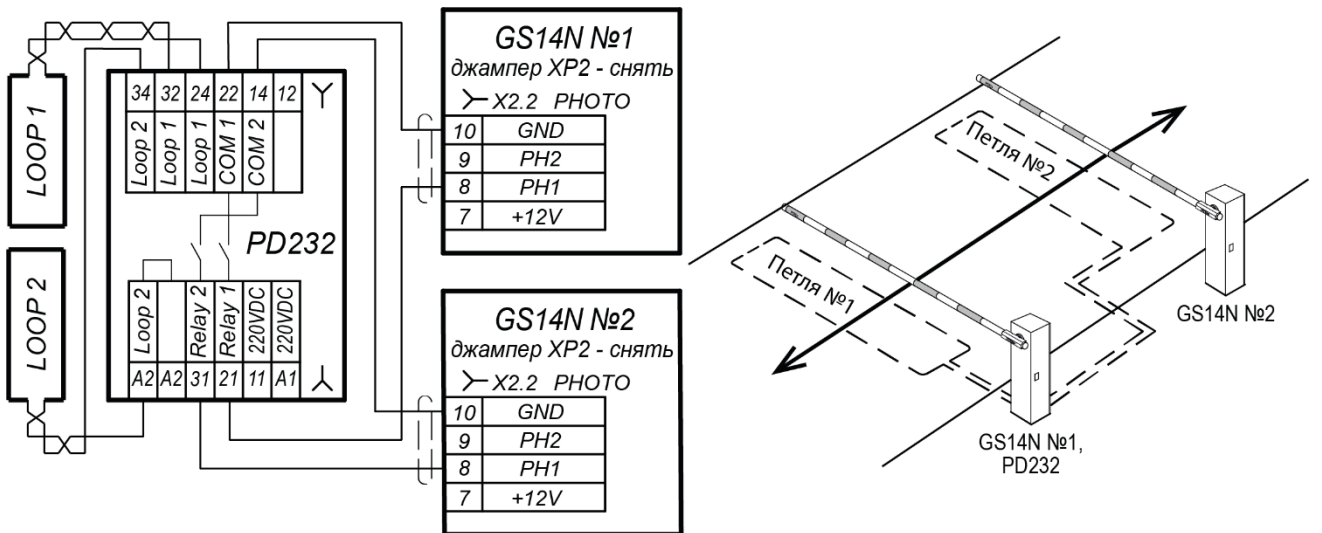 LOOP 1
LOOP 2
34 32 24 22 14 12
Loop 2 Loop 1 Loop 1 COM 1 COM 2
PD232
Loop 2 Relay 2 Relay 1 220VDC 220VDC
A2 A2 31 21 11 A1
GS14N №1
джампер XP2 - снять
X2.2 PHOTO
10 GND
9 PH2
8 PH1
7 +12V
GS14N №2
джампер XP2 - снять
X2.2 PHOTO
10 GND
9 PH2
8 PH1
7 +12V
Петля №2
Петля №1
GS14N №2
GS14N №1,
PD232